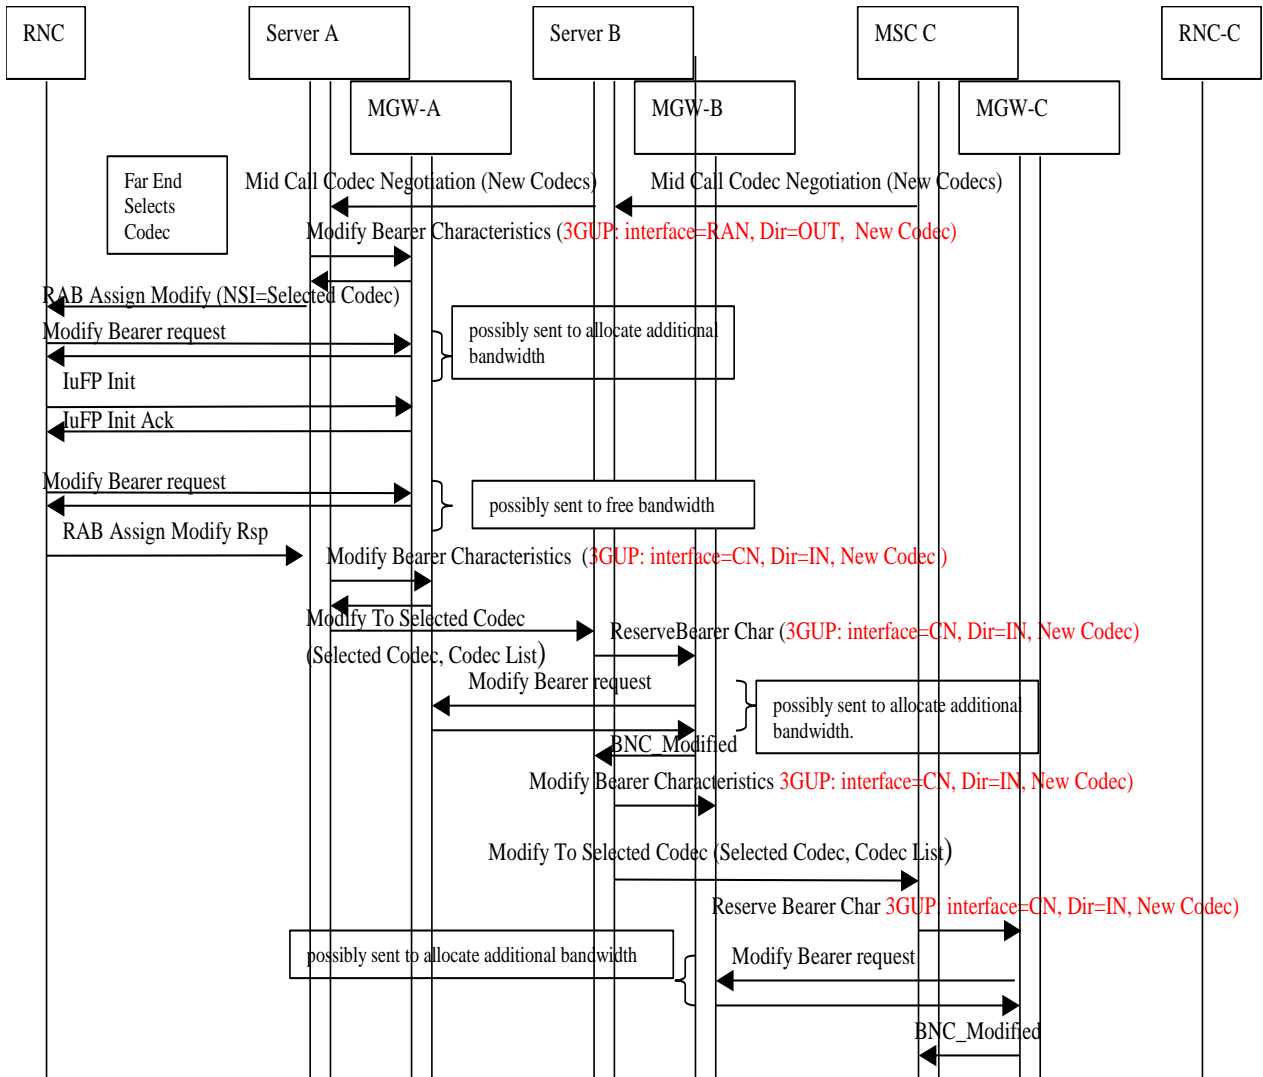 RNC
Server A
Server B
MSC C
RNC-C
MGW-A
MGW-B
MGW-C
Far End
Selects
Codec
Mid Call Codec Negotiation (New Codecs)
Mid Call Codec Negotiation (New Codecs)
Modify Bearer Characteristics (3GUP: interface=RAN, Dir=OUT, New Codec)
RAB Assign Modify (NSI=Selected Codec)
Modify Bearer request
possibly sent to allocate additional
bandwidth
IuFP Init
IuFP Init Ack
Modify Bearer request
possibly sent to free bandwidth
RAB Assign Modify Rsp
Modify Bearer Characteristics (3GUP: interface=CN, Dir=IN, New Codec )
Modify To Selected Codec
(Selected Codec, Codec List)
ReserveBearer Char (3GUP: interface=CN, Dir=IN, New Codec)
Modify Bearer request
possibly sent to allocate additional
bandwidth.
BNC_Modified
Modify Bearer Characteristics 3GUP: interface=CN, Dir=IN, New Codec)
Modify To Selected Codec (Selected Codec, Codec List)
Reserve Bearer Char 3GUP: interface=CN, Dir=IN, New Codec)
possibly sent to allocate additional bandwidth
Modify Bearer request
BNC_Modified